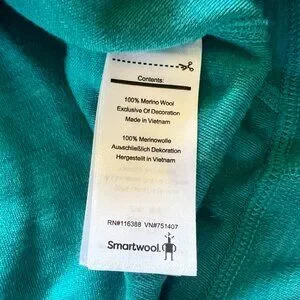 Contents:
100% Merino Wool
Exclusive Of Decoration
Made in Vietnam
100% Merinowolle
Ausschließlich Dekoration
Hergestellt in Vietnam
RN#116388 VN#751407
Smartwool.